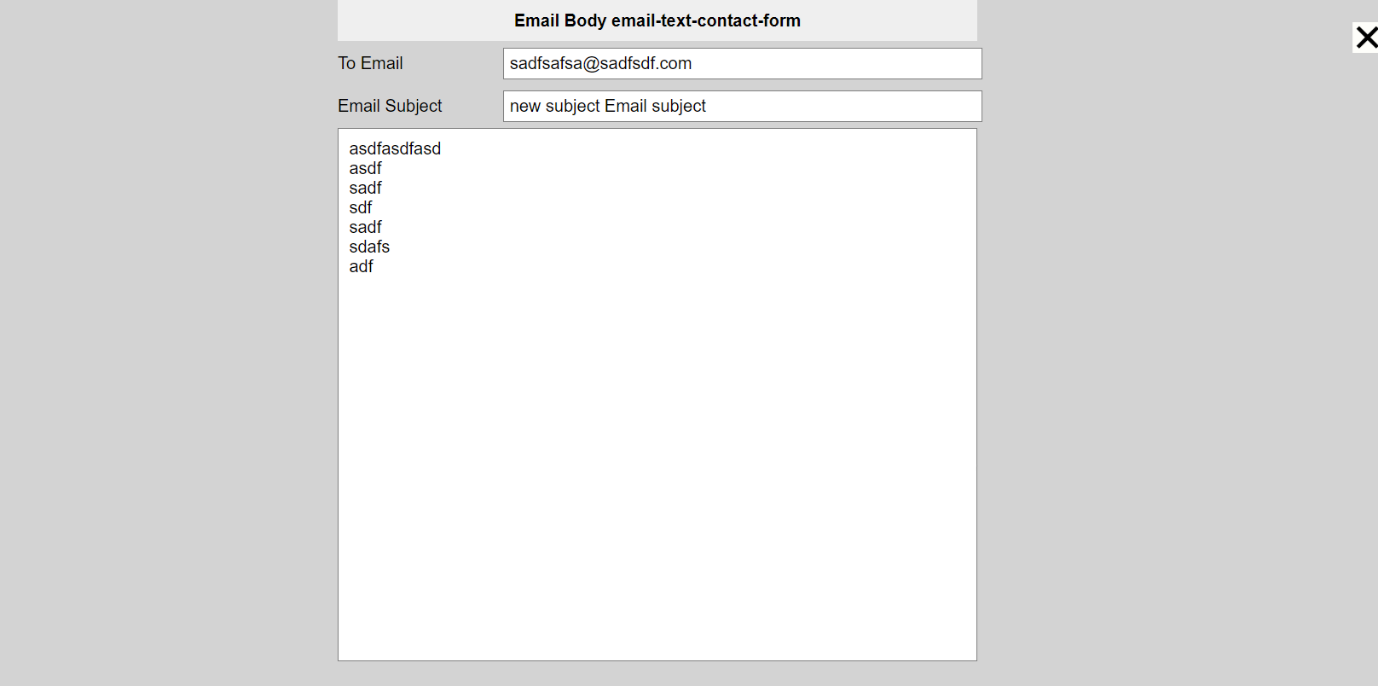 Email Body email-text-contact-form
To Email
sadfsafsa@sadfsdf.com
Email Subject
new subject Email subject
asdfasdfasd
asdf
sadf
sdf
sadf
sdafs
adf